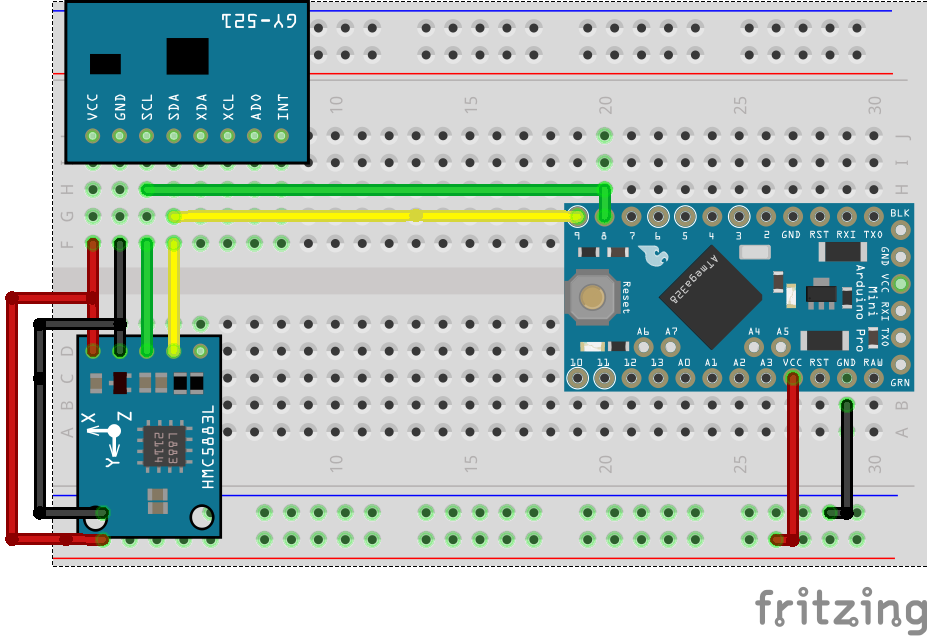 GY-521
VCC GND SCL SDA XDA XCL ADO INT
10 15 20 25 30
J
I
H H
G G
F F
BLK
9 8 7 6 5 4 3 2 GND RST RXI TXO
GND VCC RXI TXO
GRN
ATmega328
Reset
Arduino Pro
Mini
A6 A7 A4 A5
10 11 12 13 A0 A1 A2 A3 VCC RST GND RAW
D
C
B B
A A
X Z
Y
L883
2114
HMC5883L
10 15 20 25 30
fritzing